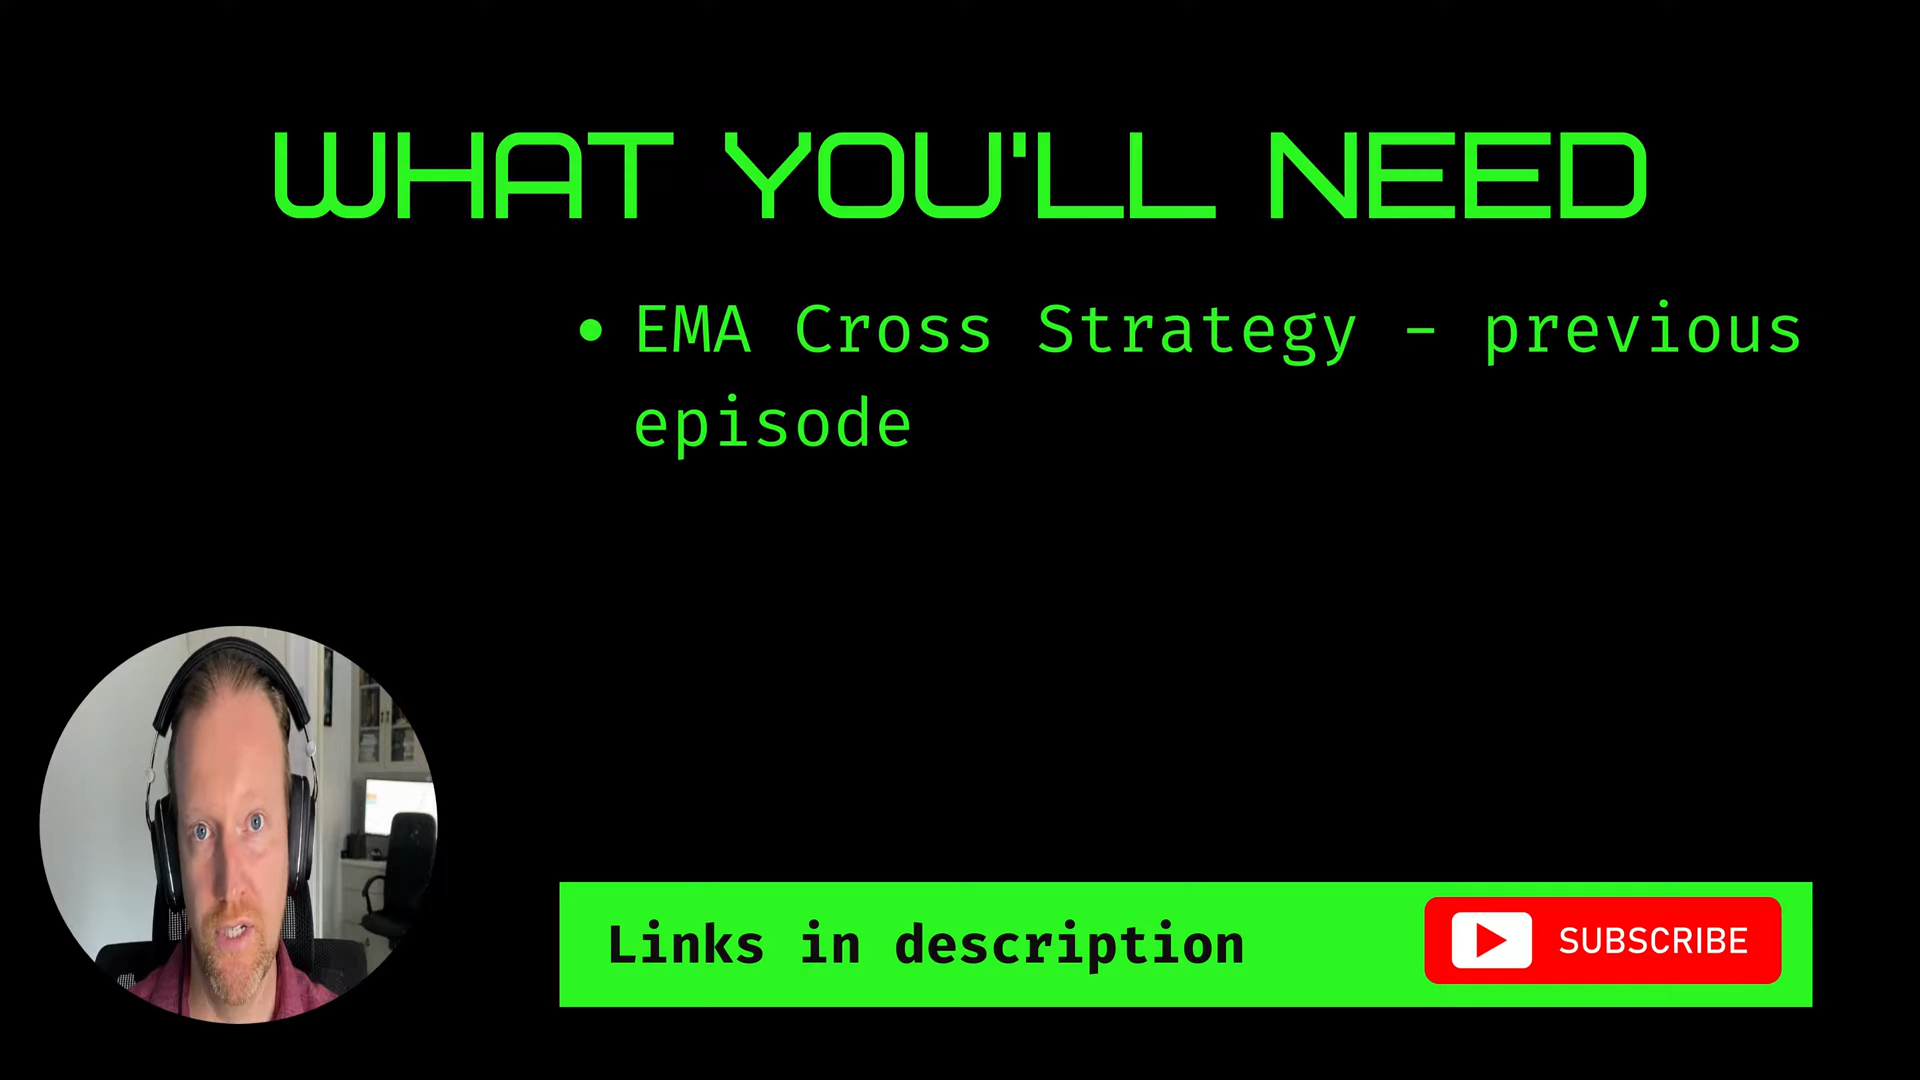 WHAT YOU'LL NEED
• EMA Cross Strategy - previous
episode
Links in description
SUBSCRIBE